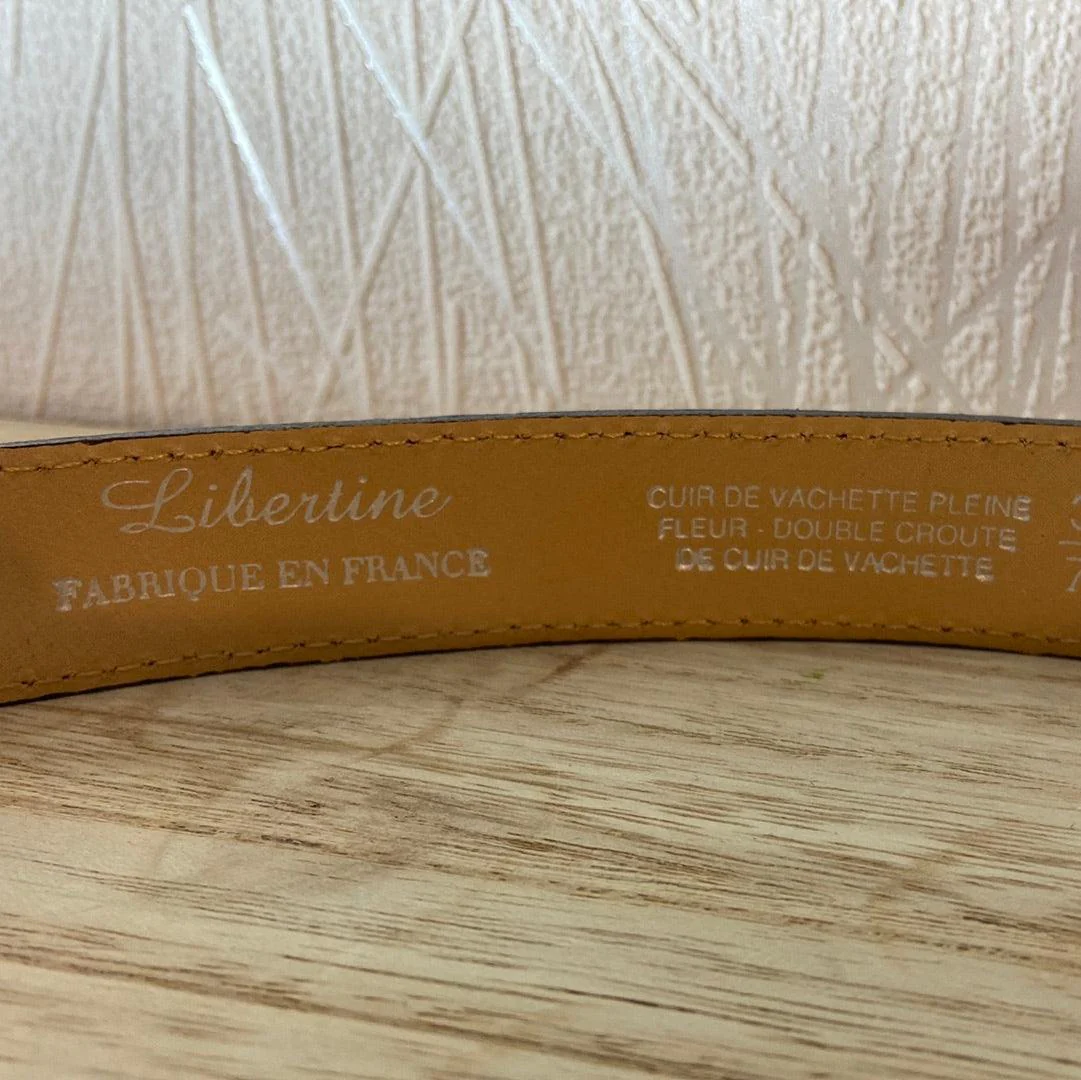 Libertine
FABRIQUE EN FRANCE
CUIR DE VACHETTE PLEINE
FLEUR - DOUBLE CROUTE
DE CUIR DE VACHETTE